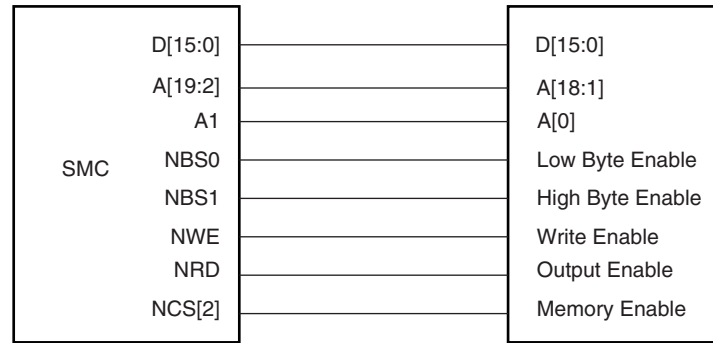 D[15:0] D[15:0]
A[19:2] A[18:1]
A1 A[0]
SMC NBS0 Low Byte Enable
NBS1 High Byte Enable
NWE Write Enable
NRD Output Enable
NCS[2] Memory Enable